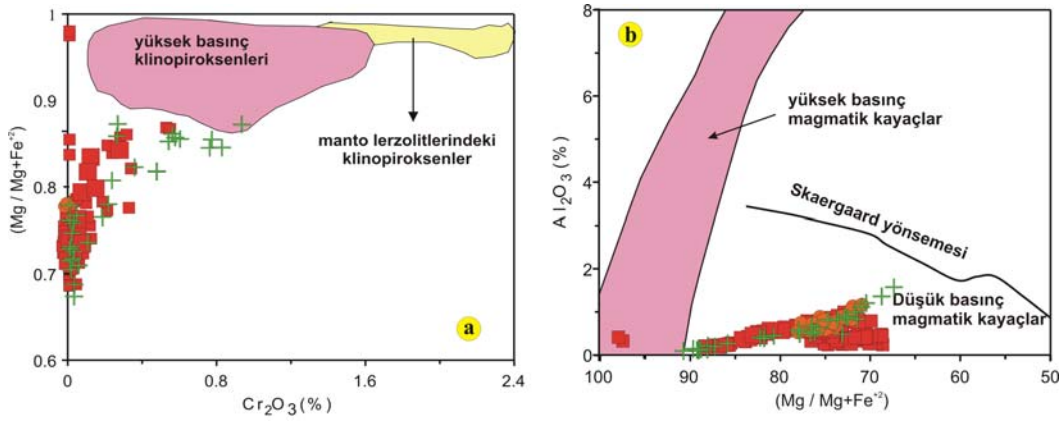 1
0.9
0.8
0.7
0.6
0
0.8
1.6
2.4
(Mg / Mg+Fe⁺²)
Cr₂O₃ (%)
yüksek basınç
klinopiroksenleri
manto lerzolitlerindeki
klinopiroksenler
a
8
6
4
2
0
100
90
80
70
60
50
Al₂O₃ (%)
(Mg / Mg+Fe⁺²)
b
yüksek basınç
magmatik kayaçlar
Skaergaard yönsemesi
Düşük basınç
magmatik kayaçlar